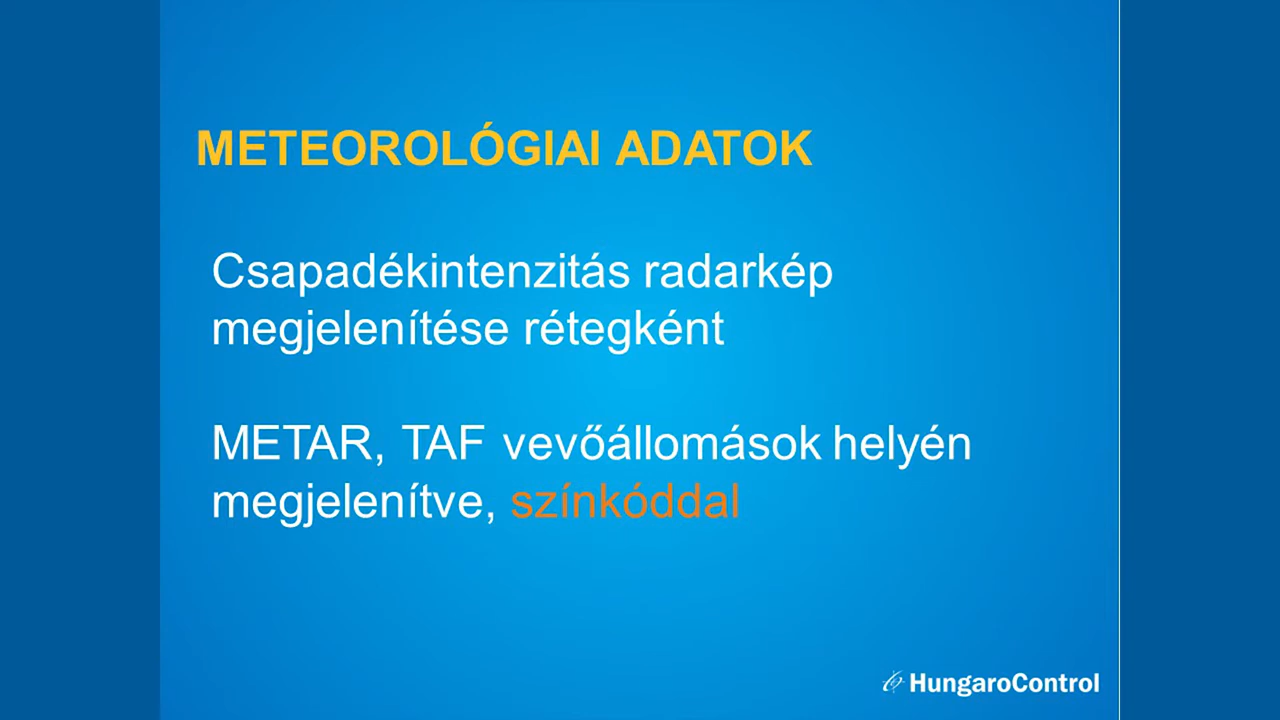 METEOROLÓGIAI ADATOK
Csapadékintenzitás radarkép
megjelenítése rétegként
METAR, TAF vevőállomások helyén
megjelenítve, színkóddal
HungaroControl